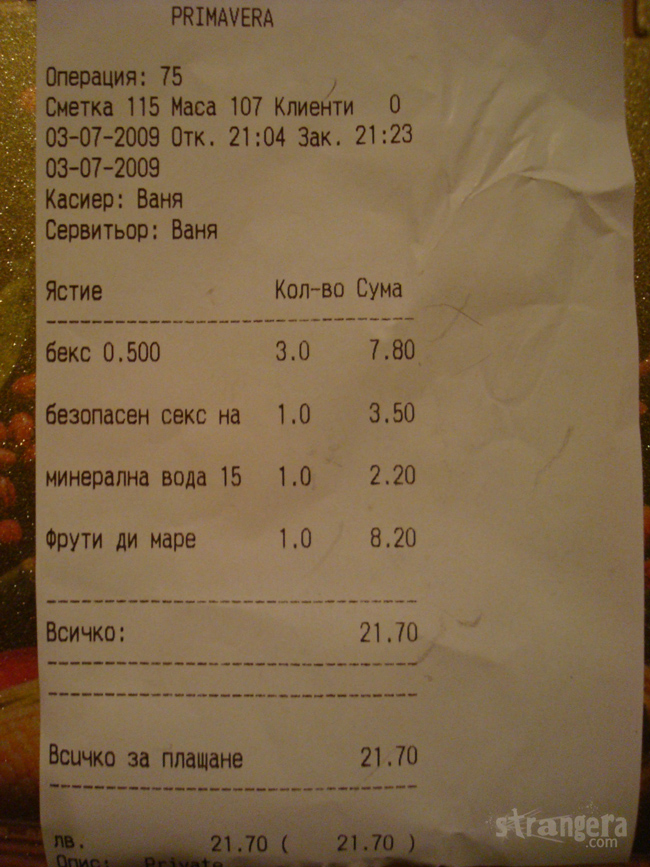 PRIMAVERA
Операция: 75
Сметка 115 Маса 107 Клиенти 0
03-07-2009 Отк. 21:04 Зак. 21:23
03-07-2009
Касиер: Ваня
Сервитьор: Ваня
Ястие Кол-во Сума
бекс 0.500 3.0 7.80
безопасен секс на 1.0 3.50
минерална вода 15 1.0 2.20
Фрути ди маре 1.0 8.20
Всичко: 21.70
Всичко за плащане 21.70
лв. 21.70 ( 21.70 )
Опис: Private
strangera.com